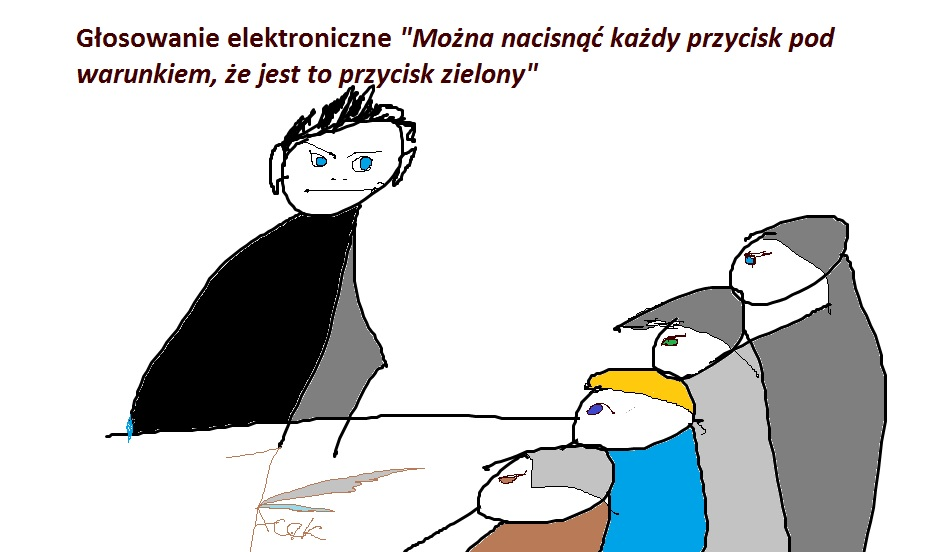 Głosowanie elektroniczne "Można nacisnąć każdy przycisk pod
warunkiem, że jest to przycisk zielony"